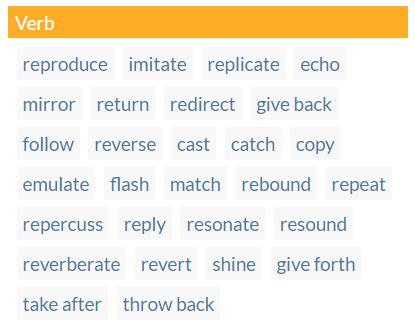 Verb
reproduce imitate replicate echo
mirror return redirect give back
follow reverse cast catch copy
emulate flash match rebound repeat
repercuss reply resonate resound
reverberate revert shine give forth
take after throw back